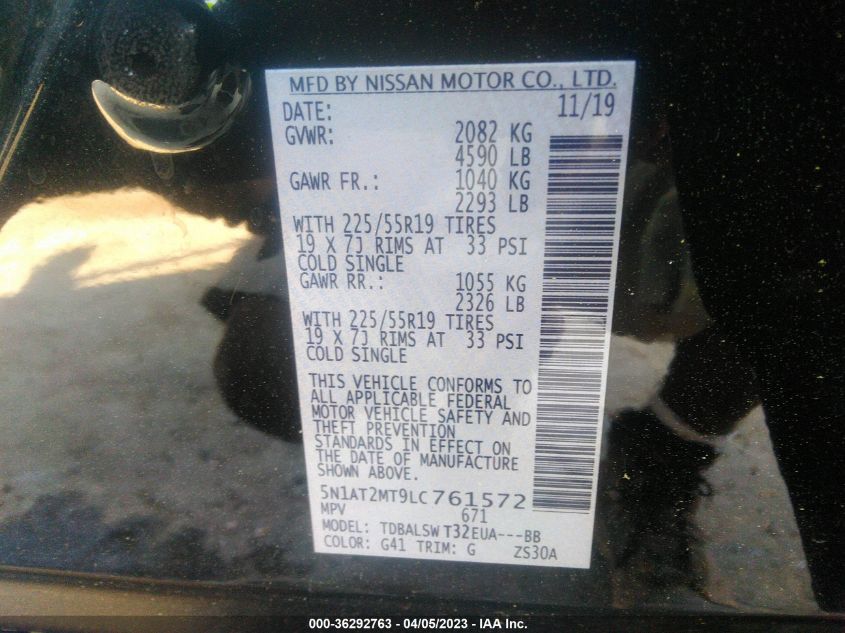 MFD BY NISSAN MOTOR CO., LTD.
DATE: 11/19
GVWR: 2082 KG
4590 LB
GAWR FR.: 1040 KG
2293 LB
WITH 225/55R19 TIRES
19 X 7J RIMS AT 33 PSI
COLD SINGLE
GAWR RR.: 1055 KG
2326 LB
WITH 225/55R19 TIRES
19 X 7J RIMS AT 33 PSI
COLD SINGLE
THIS VEHICLE CONFORMS TO
ALL APPLICABLE FEDERAL
MOTOR VEHICLE SAFETY AND
THEFT PREVENTION
STANDARDS IN EFFECT ON
THE DATE OF MANUFACTURE
SHOWN ABOVE.
5N1AT2MT9LC761572
MPV 671
MODEL: TDBALSW T32EUA---BB
COLOR: G41 TRIM: G ZS30A
000-36292763 - 04/05/2023 - IAA Inc.